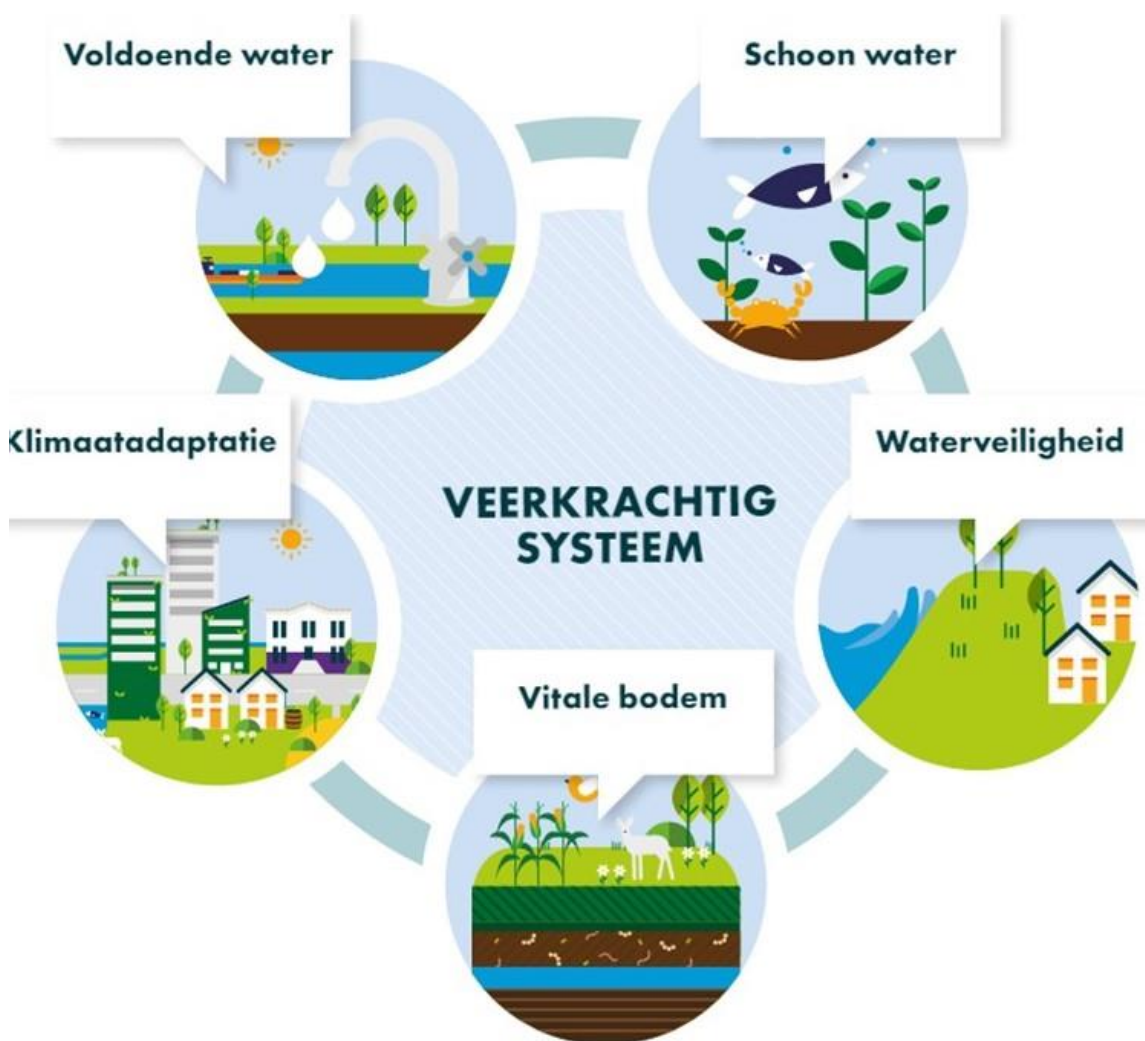 Voldoende water
Schoon water
Klimaatadaptatie
Waterveiligheid
VEERKRACHTIG
SYSTEEM
Vitale bodem